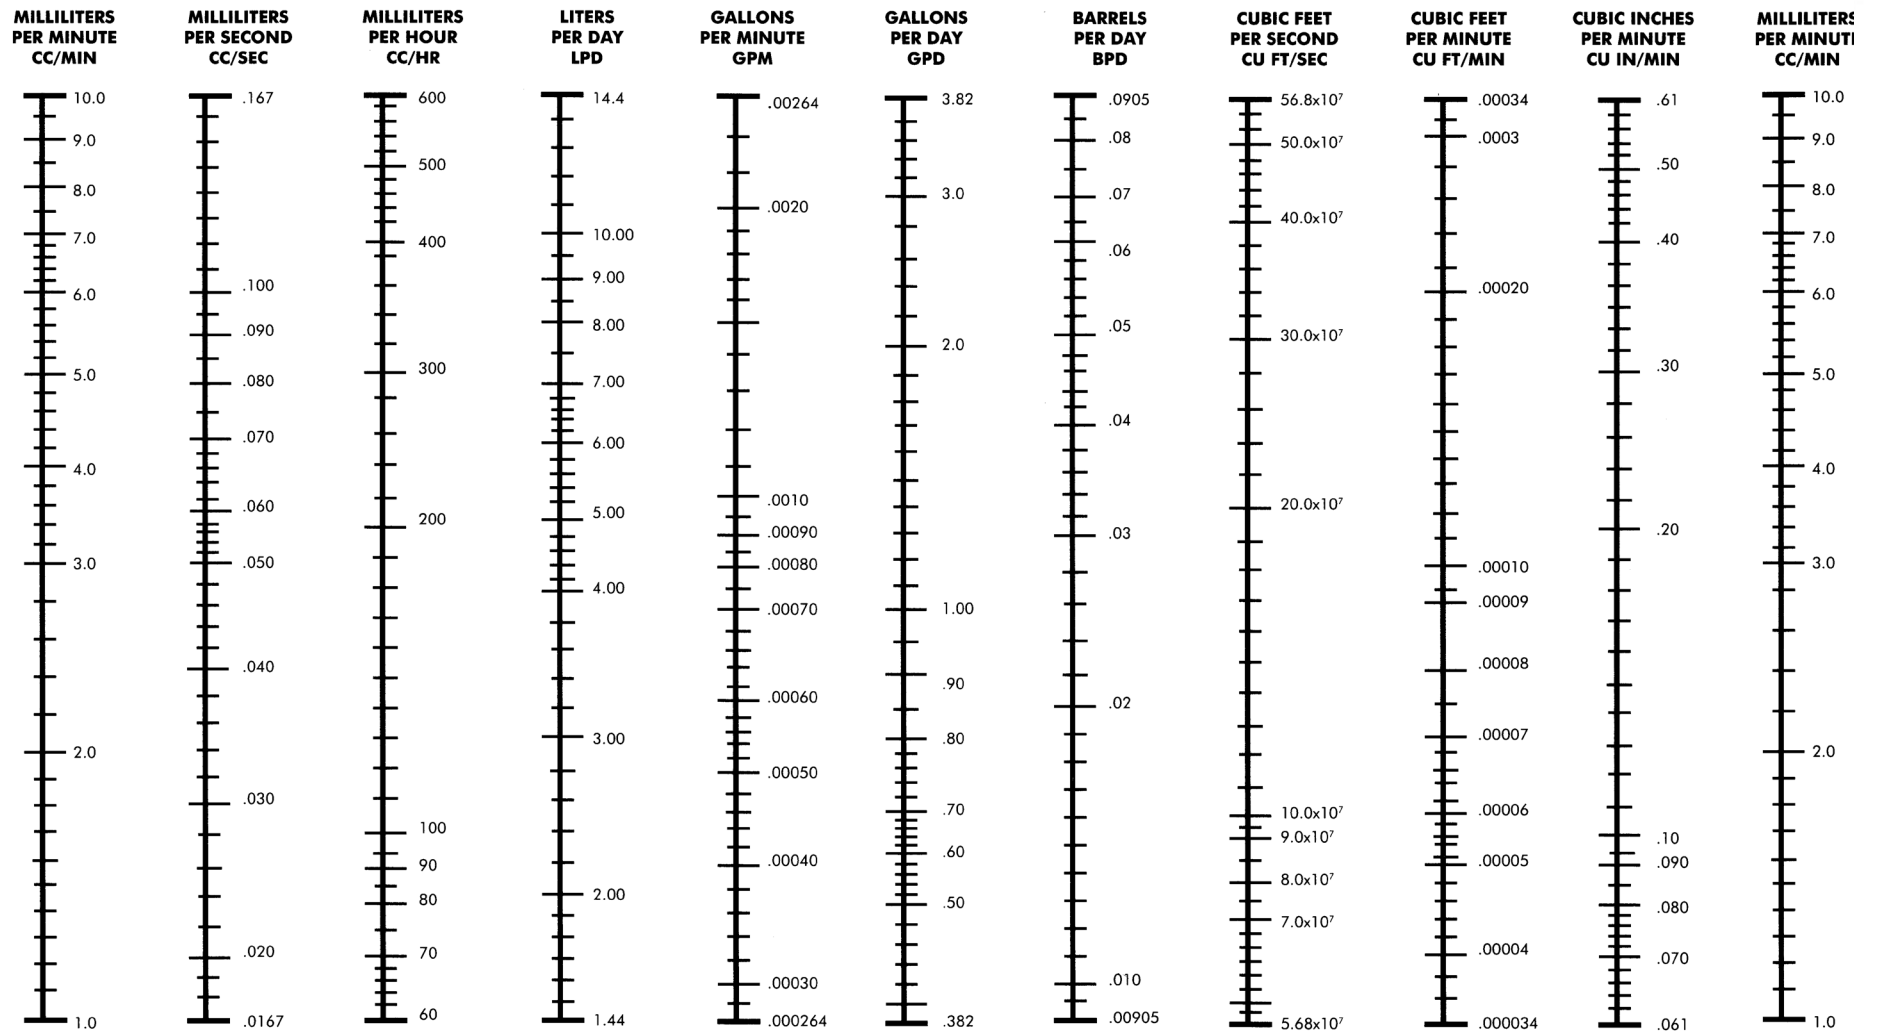 MILLILITERS
PER MINUTE
CC/MIN
10.0
9.0
8.0
7.0
6.0
5.0
4.0
3.0
2.0
1.0
MILLILITERS
PER SECOND
CC/SEC
.167
.100
.090
.080
.070
.060
.050
.040
.030
.020
.0167
MILLILITERS
PER HOUR
CC/HR
600
500
400
300
200
100
90
80
70
60
LITERS
PER DAY
LPD
14.4
10.00
9.00
8.00
7.00
6.00
5.00
4.00
3.00
2.00
1.44
GALLONS
PER MINUTE
GPM
.00264
.0020
.0010
.00090
.00080
.00070
.00060
.00050
.00040
.00030
.000264
GALLONS
PER DAY
GPD
3.82
3.0
2.0
1.00
.90
.80
.70
.60
.50
.382
BARRELS
PER DAY
BPD
.0905
.08
.07
.06
.05
.04
.03
.02
.010
.00905
CUBIC FEET
PER SECOND
CU FT/SEC
56.8x10⁷
50.0x10⁷
40.0x10⁷
30.0x10⁷
20.0x10⁷
10.0x10⁷
9.0x10⁷
8.0x10⁷
7.0x10⁷
5.68x10⁷
CUBIC FEET
PER MINUTE
CU FT/MIN
.00034
.0003
.00020
.00010
.00009
.00008
.00007
.00006
.00005
.00004
.000034
CUBIC INCHES
PER MINUTE
CU IN/MIN
.61
.50
.40
.30
.20
.10
.090
.080
.070
.061
MILLILITERS
PER MINUT
CC/MIN
10.0
9.0
8.0
7.0
6.0
5.0
4.0
3.0
2.0
1.0